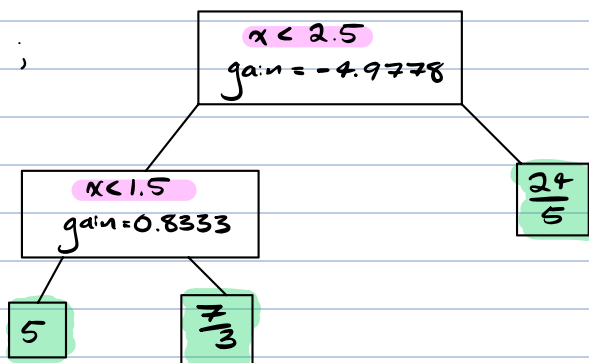 ;
x < 2.5
gain = -4.9778
x < 1.5
gain = 0.8333
24/5
5
7/3